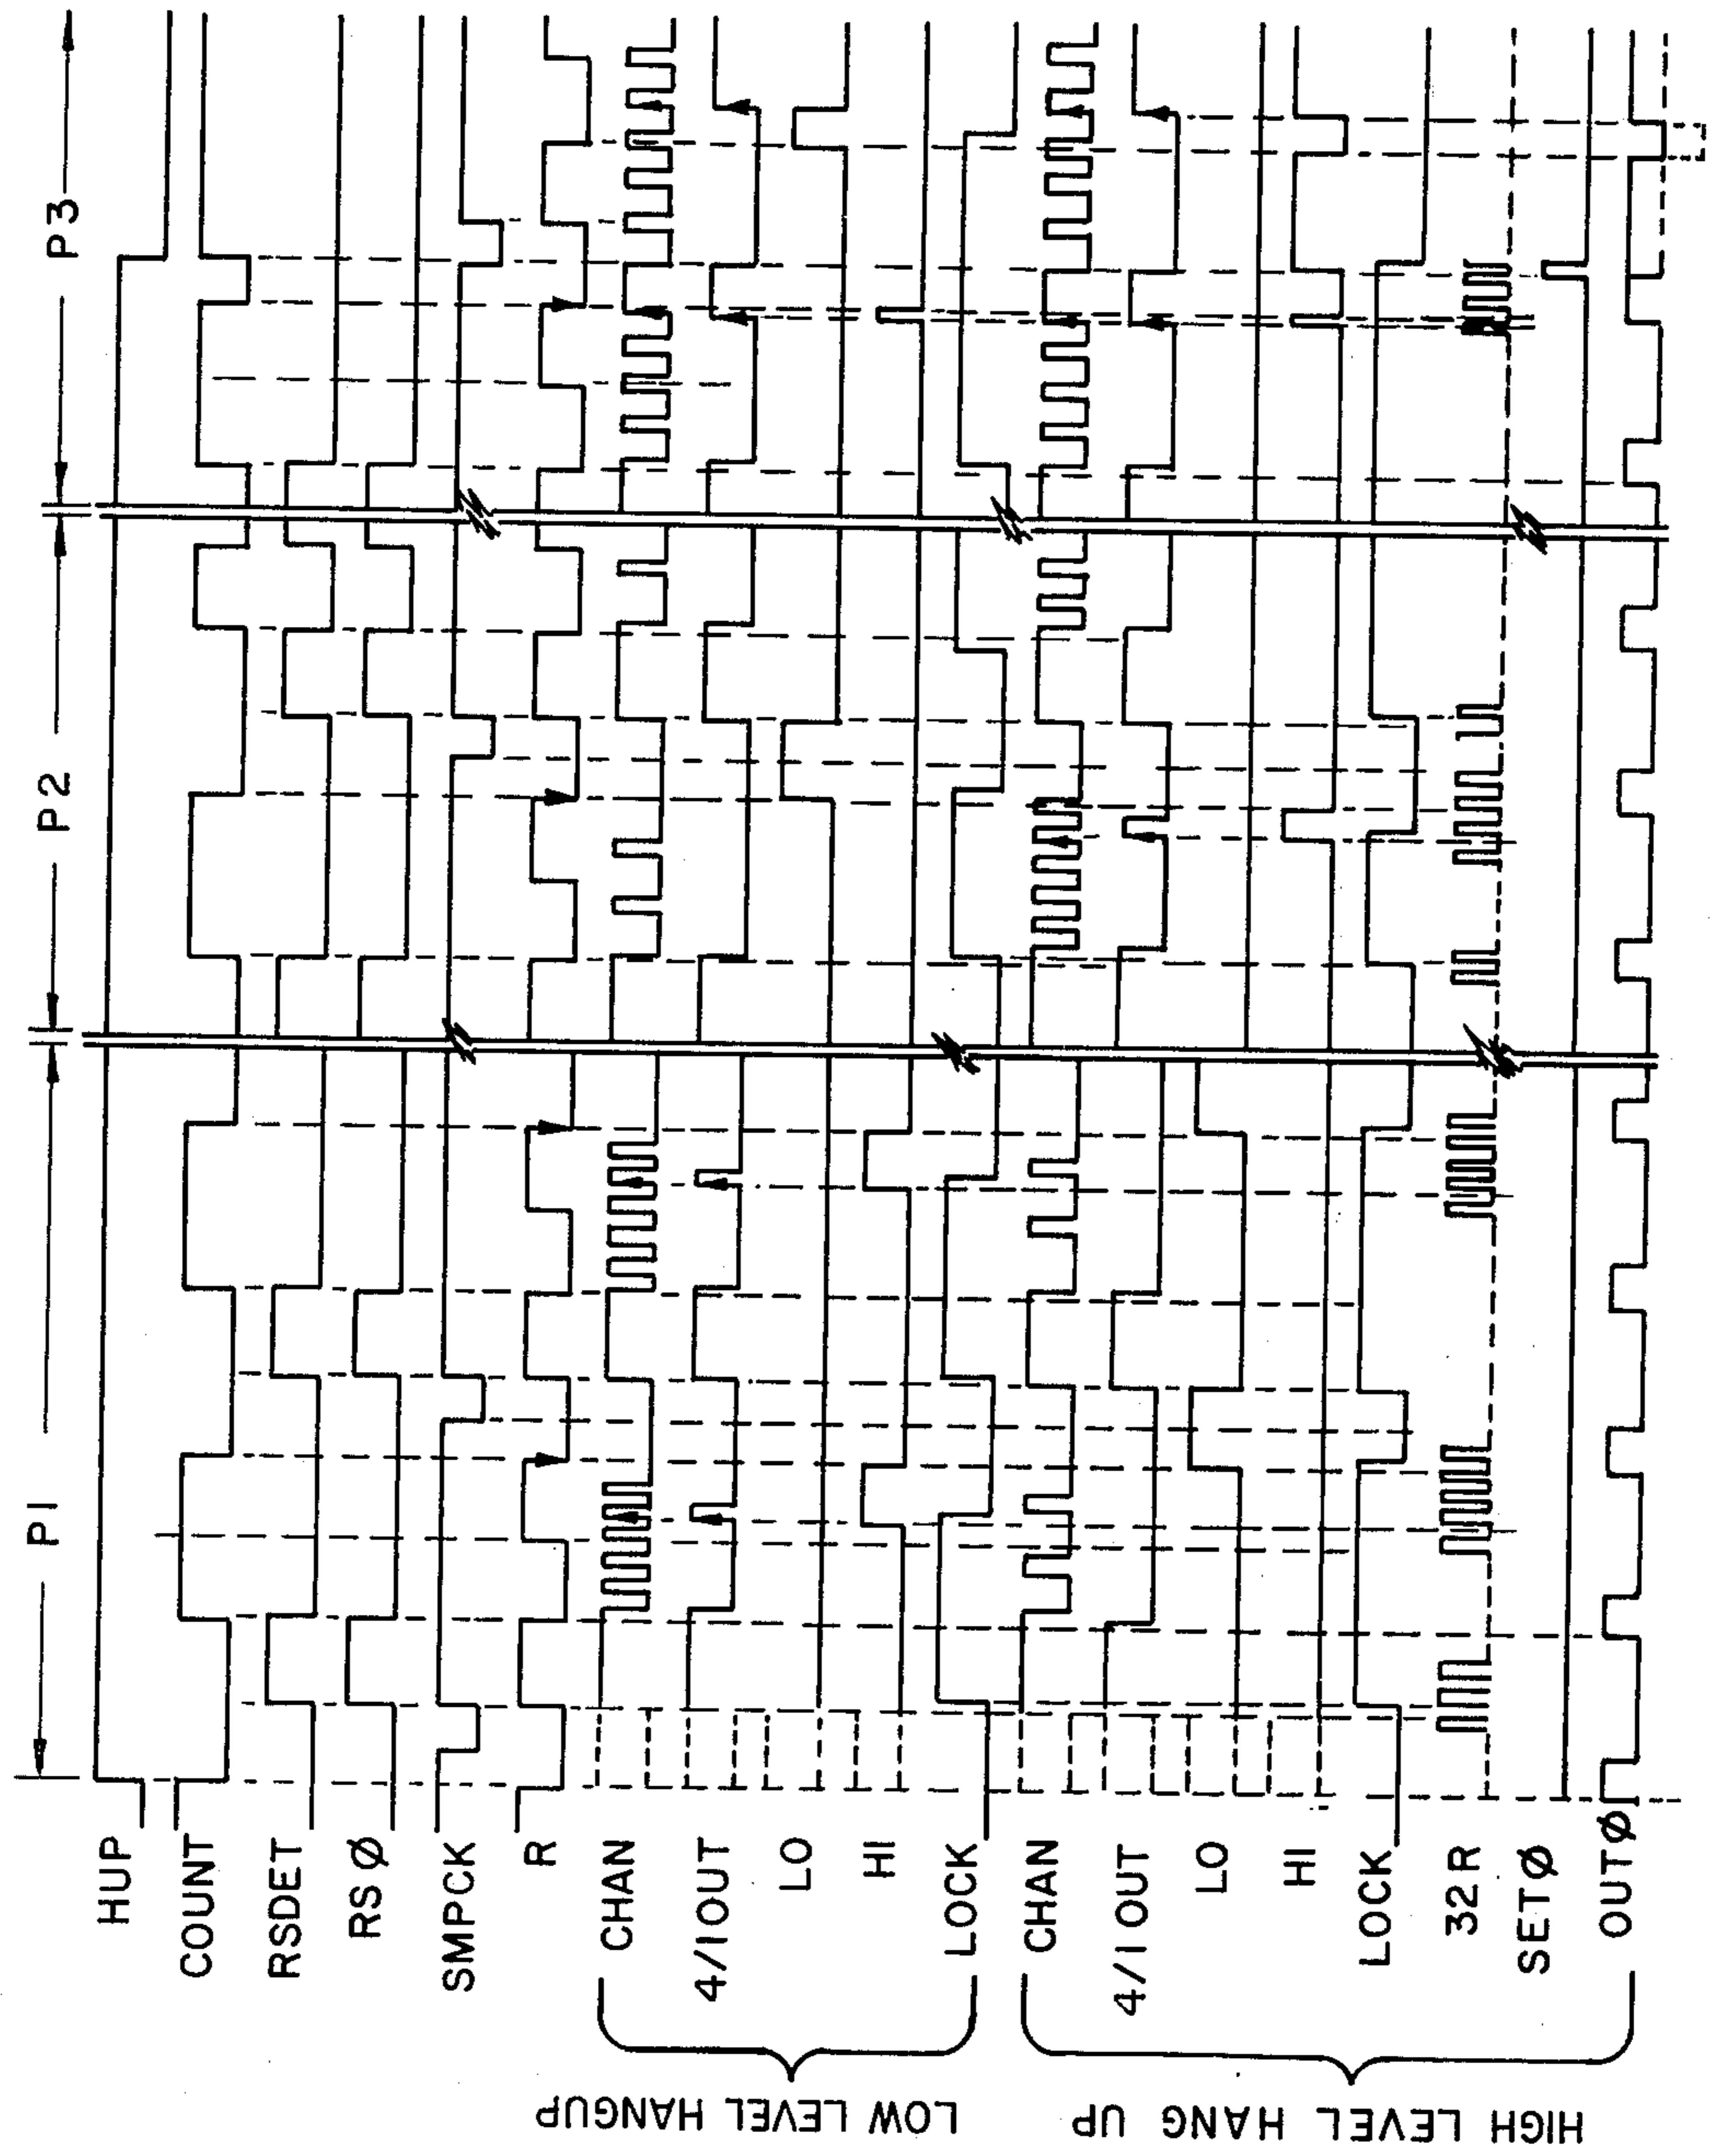 P1
P2
P3
HUP
COUNT
RSDET
RSØ
SMPCK
R
CHAN
4/1OUT
LO
HI
LOCK
CHAN
4/1OUT
LO
HI
LOCK
32R
SETØ
OUTØ
LOW LEVEL HANGUP
HIGH LEVEL HANG UP